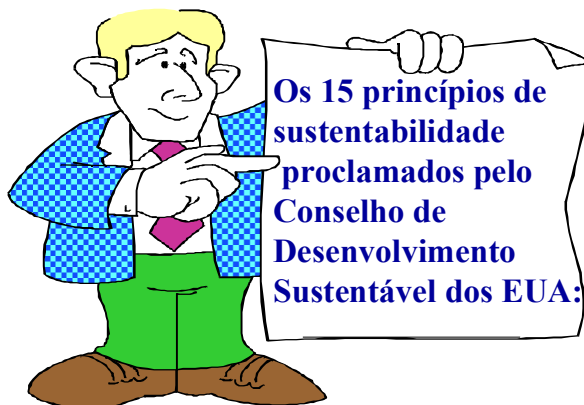 Os 15 princípios de
sustentabilidade
proclamados pelo
Conselho de
Desenvolvimento
Sustentável dos EUA: